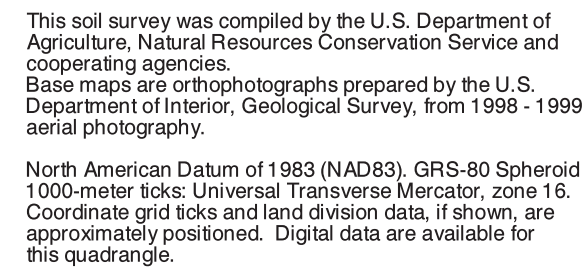 This soil survey was compiled by the U.S. Department of
Agriculture, Natural Resources Conservation Service and
cooperating agencies.
Base maps are orthophotographs prepared by the U.S.
Department of Interior, Geological Survey, from 1998 - 1999
aerial photography.

North American Datum of 1983 (NAD83). GRS-80 Spheroid
1000-meter ticks: Universal Transverse Mercator, zone 16.
Coordinate grid ticks and land division data, if shown, are
approximately positioned. Digital data are available for
this quadrangle.